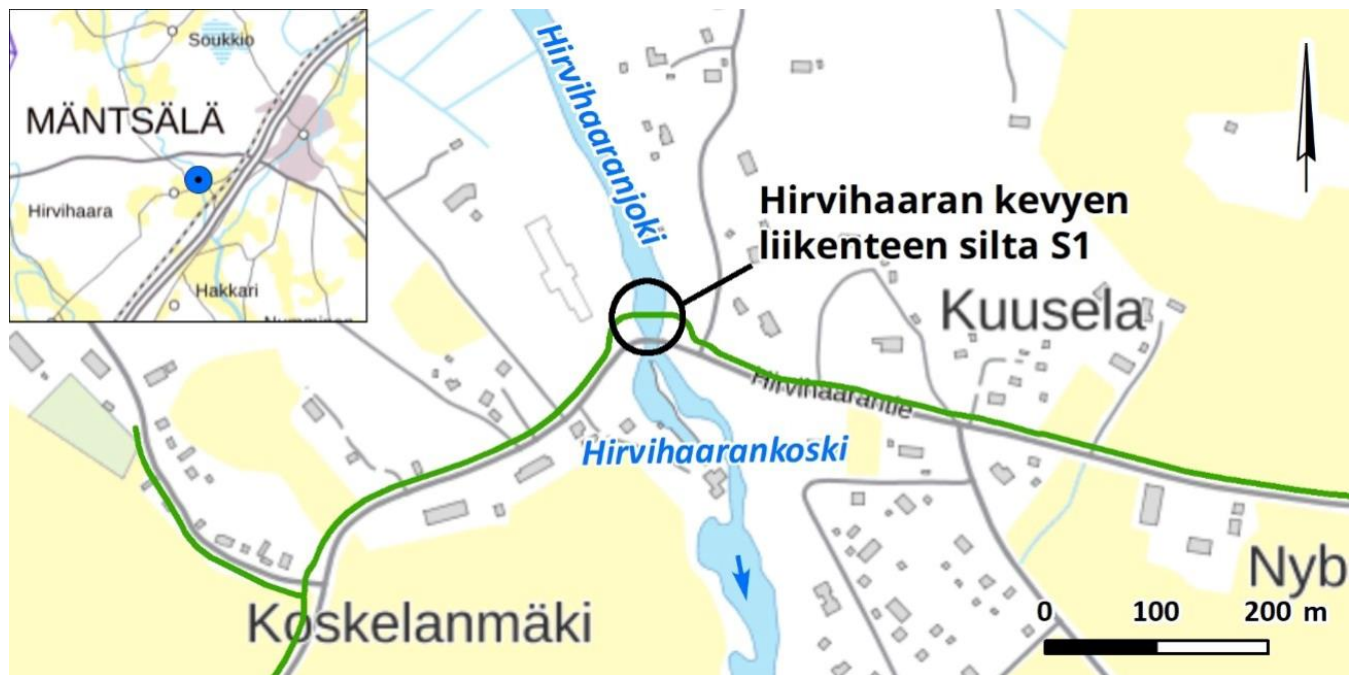 Soukkio
MÄNTSÄLÄ
Hirvihaara
Hakkari
Hirvihaaranjoki
Hirvihaaran kevyen
liikenteen silta S1
Kuusela
Hirvihaarantie
Hirvihaarankoski
Koskelanmäki
Nyb
0 100 200 m